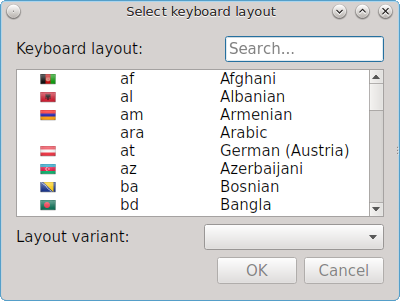 Select keyboard layout
Keyboard layout: Search...
af Afghani
al Albanian
am Armenian
ara Arabic
at German (Austria)
az Azerbaijani
ba Bosnian
bd Bangla
Layout variant:
OK Cancel